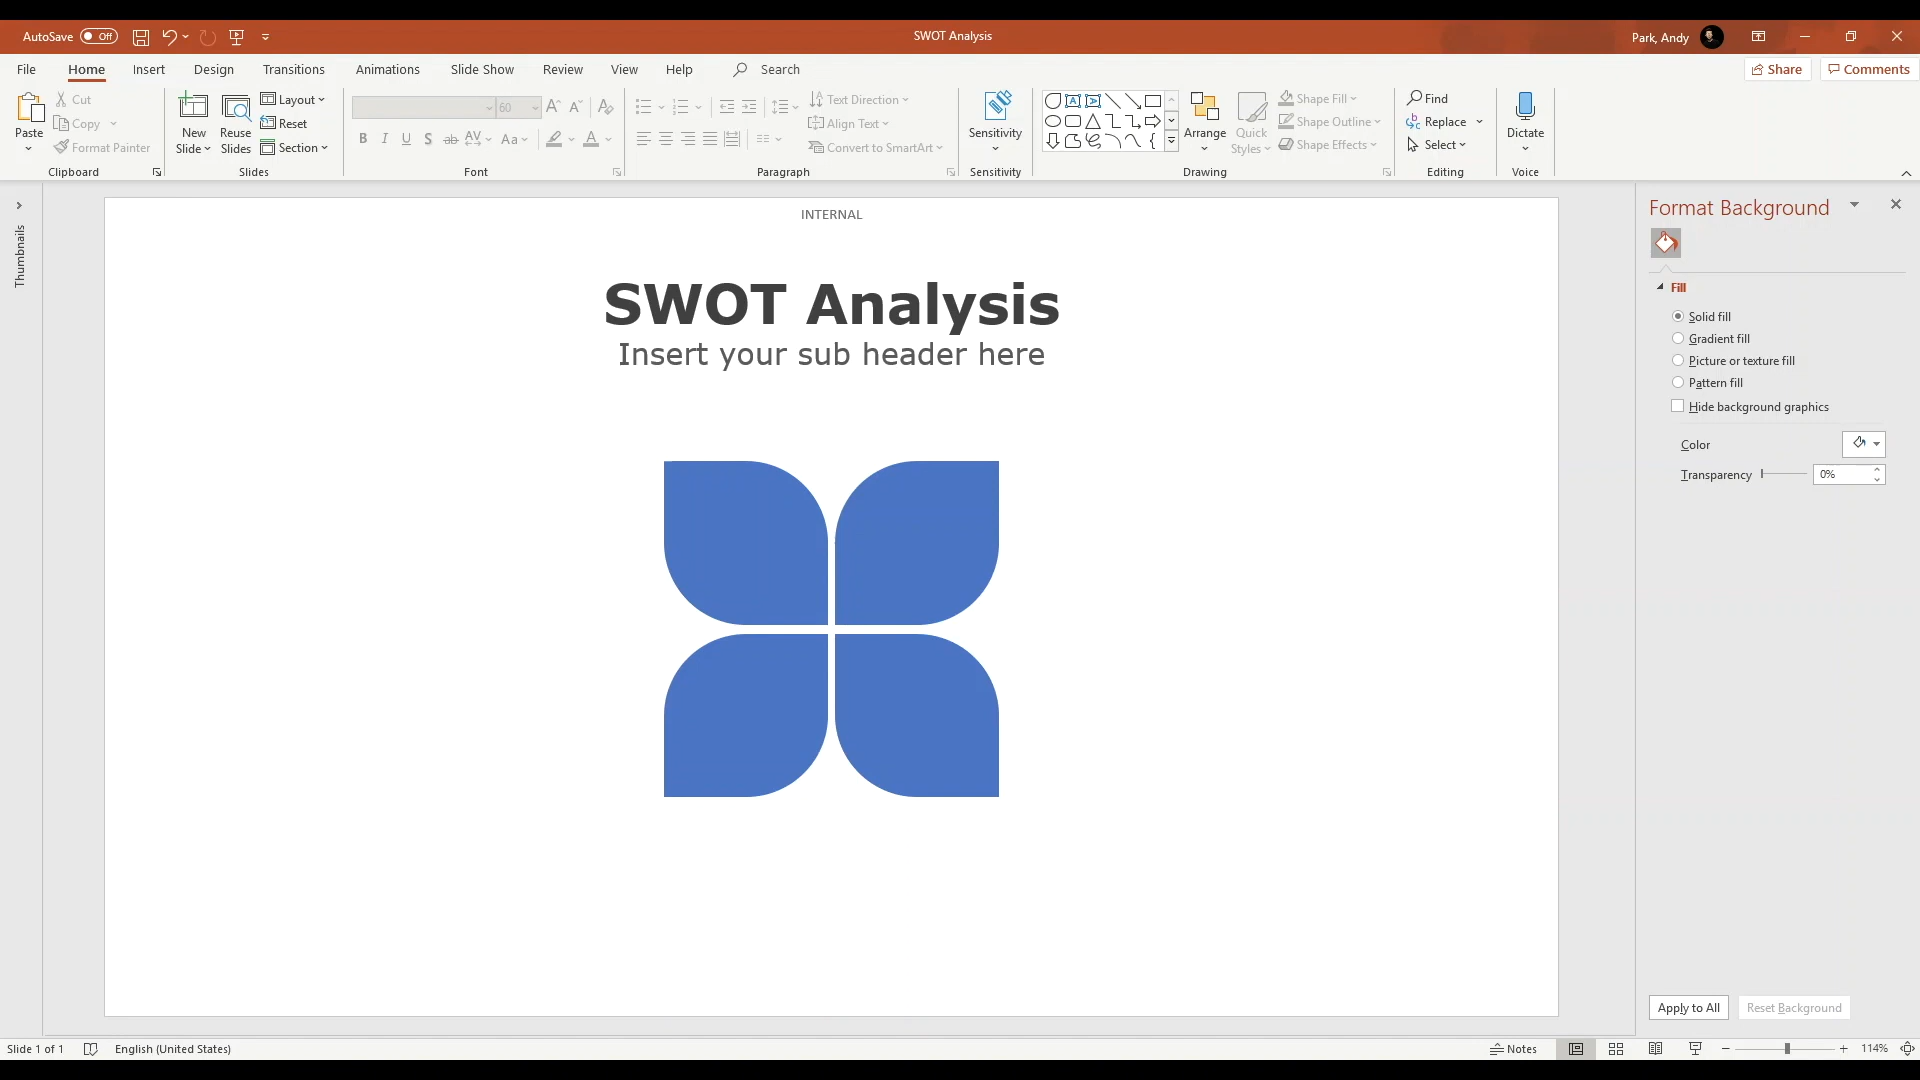 AutoSave Off SWOT Analysis Park, Andy
File Home Insert Design Transitions Animations Slide Show Review View Help Search Share Comments
Paste
Cut
Copy
Format Painter
Clipboard
New Slide
Reuse Slides
Layout
Reset
Section
Slides
60
B I U S ab AV Aa A
Font
Text Direction
Align Text
Convert to SmartArt
Paragraph
Sensitivity
Sensitivity
Arrange
Quick Styles
Shape Fill
Shape Outline
Shape Effects
Drawing
Find
Replace
Select
Editing
Dictate
Voice
Thumbnails
INTERNAL
SWOT Analysis
Insert your sub header here
Format Background
Fill
Solid fill
Gradient fill
Picture or texture fill
Pattern fill
Hide background graphics
Color
Transparency 0%
Apply to All Reset Background
Slide 1 of 1 English (United States) Notes 114%